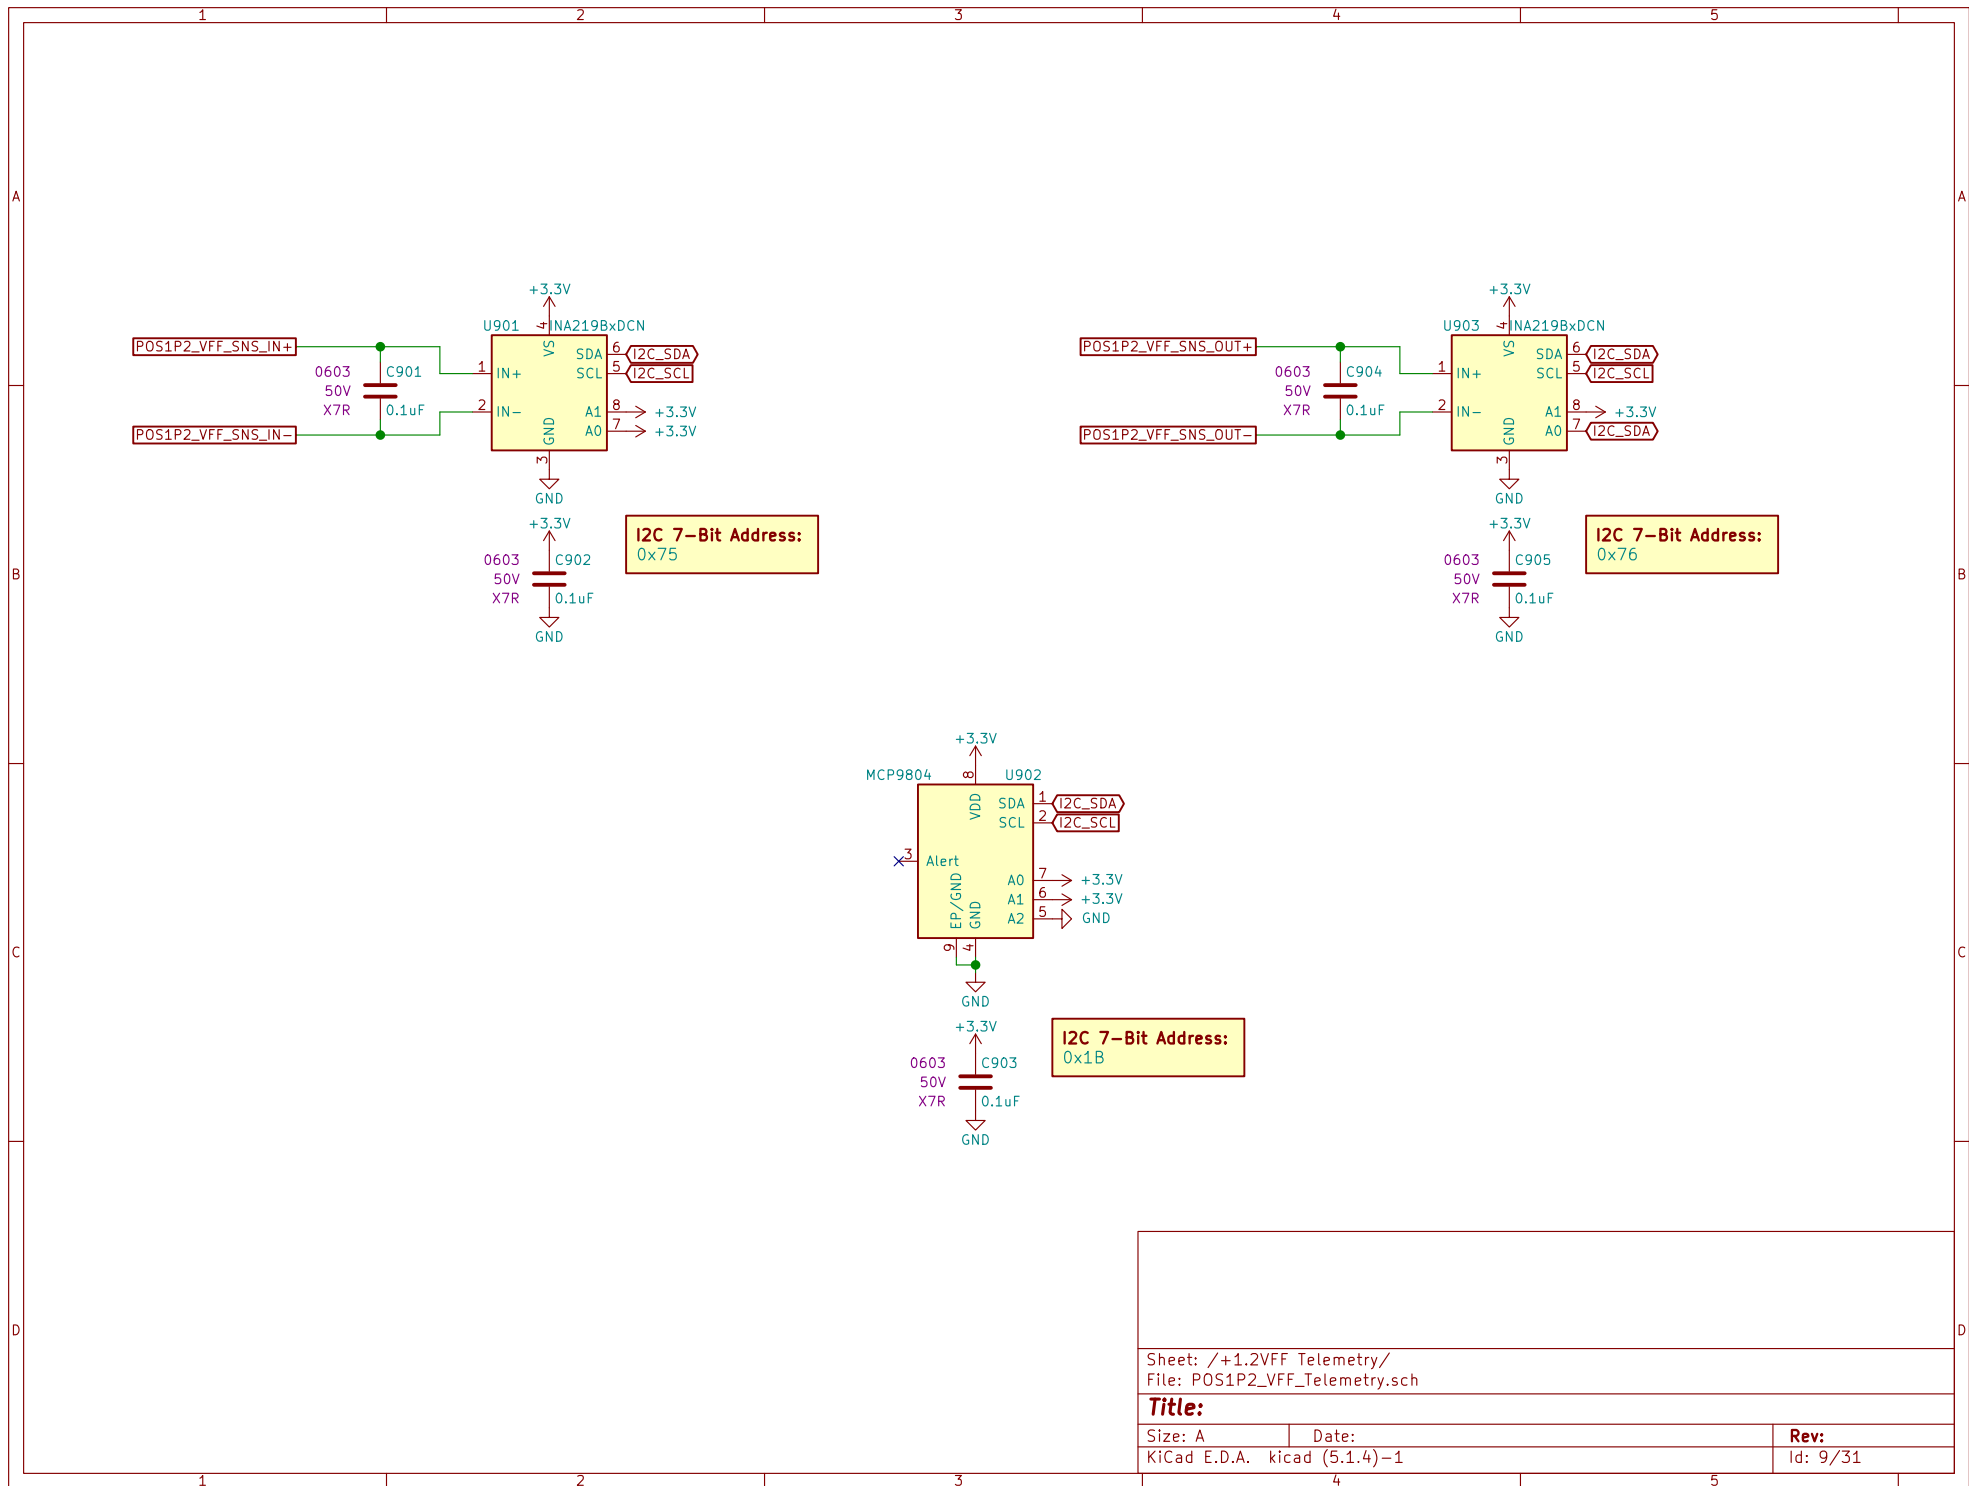 1 2 3 4 5
A A
+3.3V
U901 INA219BxDCN
4
VS
POS1P2_VFF_SNS_IN+
SDA 6 I2C_SDA
SCL 5 I2C_SCL
1 IN+
0603 C901
50V
X7R 0.1uF
2 IN-
A1 8 +3.3V
A0 7 +3.3V
POS1P2_VFF_SNS_IN-
GND
3
GND
+3.3V
U903 INA219BxDCN
4
VS
POS1P2_VFF_SNS_OUT+
SDA 6 I2C_SDA
SCL 5 I2C_SCL
1 IN+
0603 C904
50V
X7R 0.1uF
2 IN-
A1 8 +3.3V
A0 7 I2C_SDA
POS1P2_VFF_SNS_OUT-
GND
3
GND
+3.3V
0603 C902
50V
X7R 0.1uF
GND
I2C 7-Bit Address:
0x75
+3.3V
0603 C905
50V
X7R 0.1uF
GND
I2C 7-Bit Address:
0x76
B B
+3.3V
MCP9804 U902
8
VDD
SDA 1 I2C_SDA
SCL 2 I2C_SCL
3 Alert
A0 7 +3.3V
A1 6 +3.3V
A2 5 GND
EP/GND
GND
9 4
GND
C C
+3.3V
0603 C903
50V
X7R 0.1uF
GND
I2C 7-Bit Address:
0x1B
D D
Sheet: /+1.2VFF Telemetry/
File: POS1P2_VFF_Telemetry.sch
Title:
Size: A Date: Rev:
KiCad E.D.A. kicad (5.1.4)-1 Id: 9/31
1 2 3 4 5